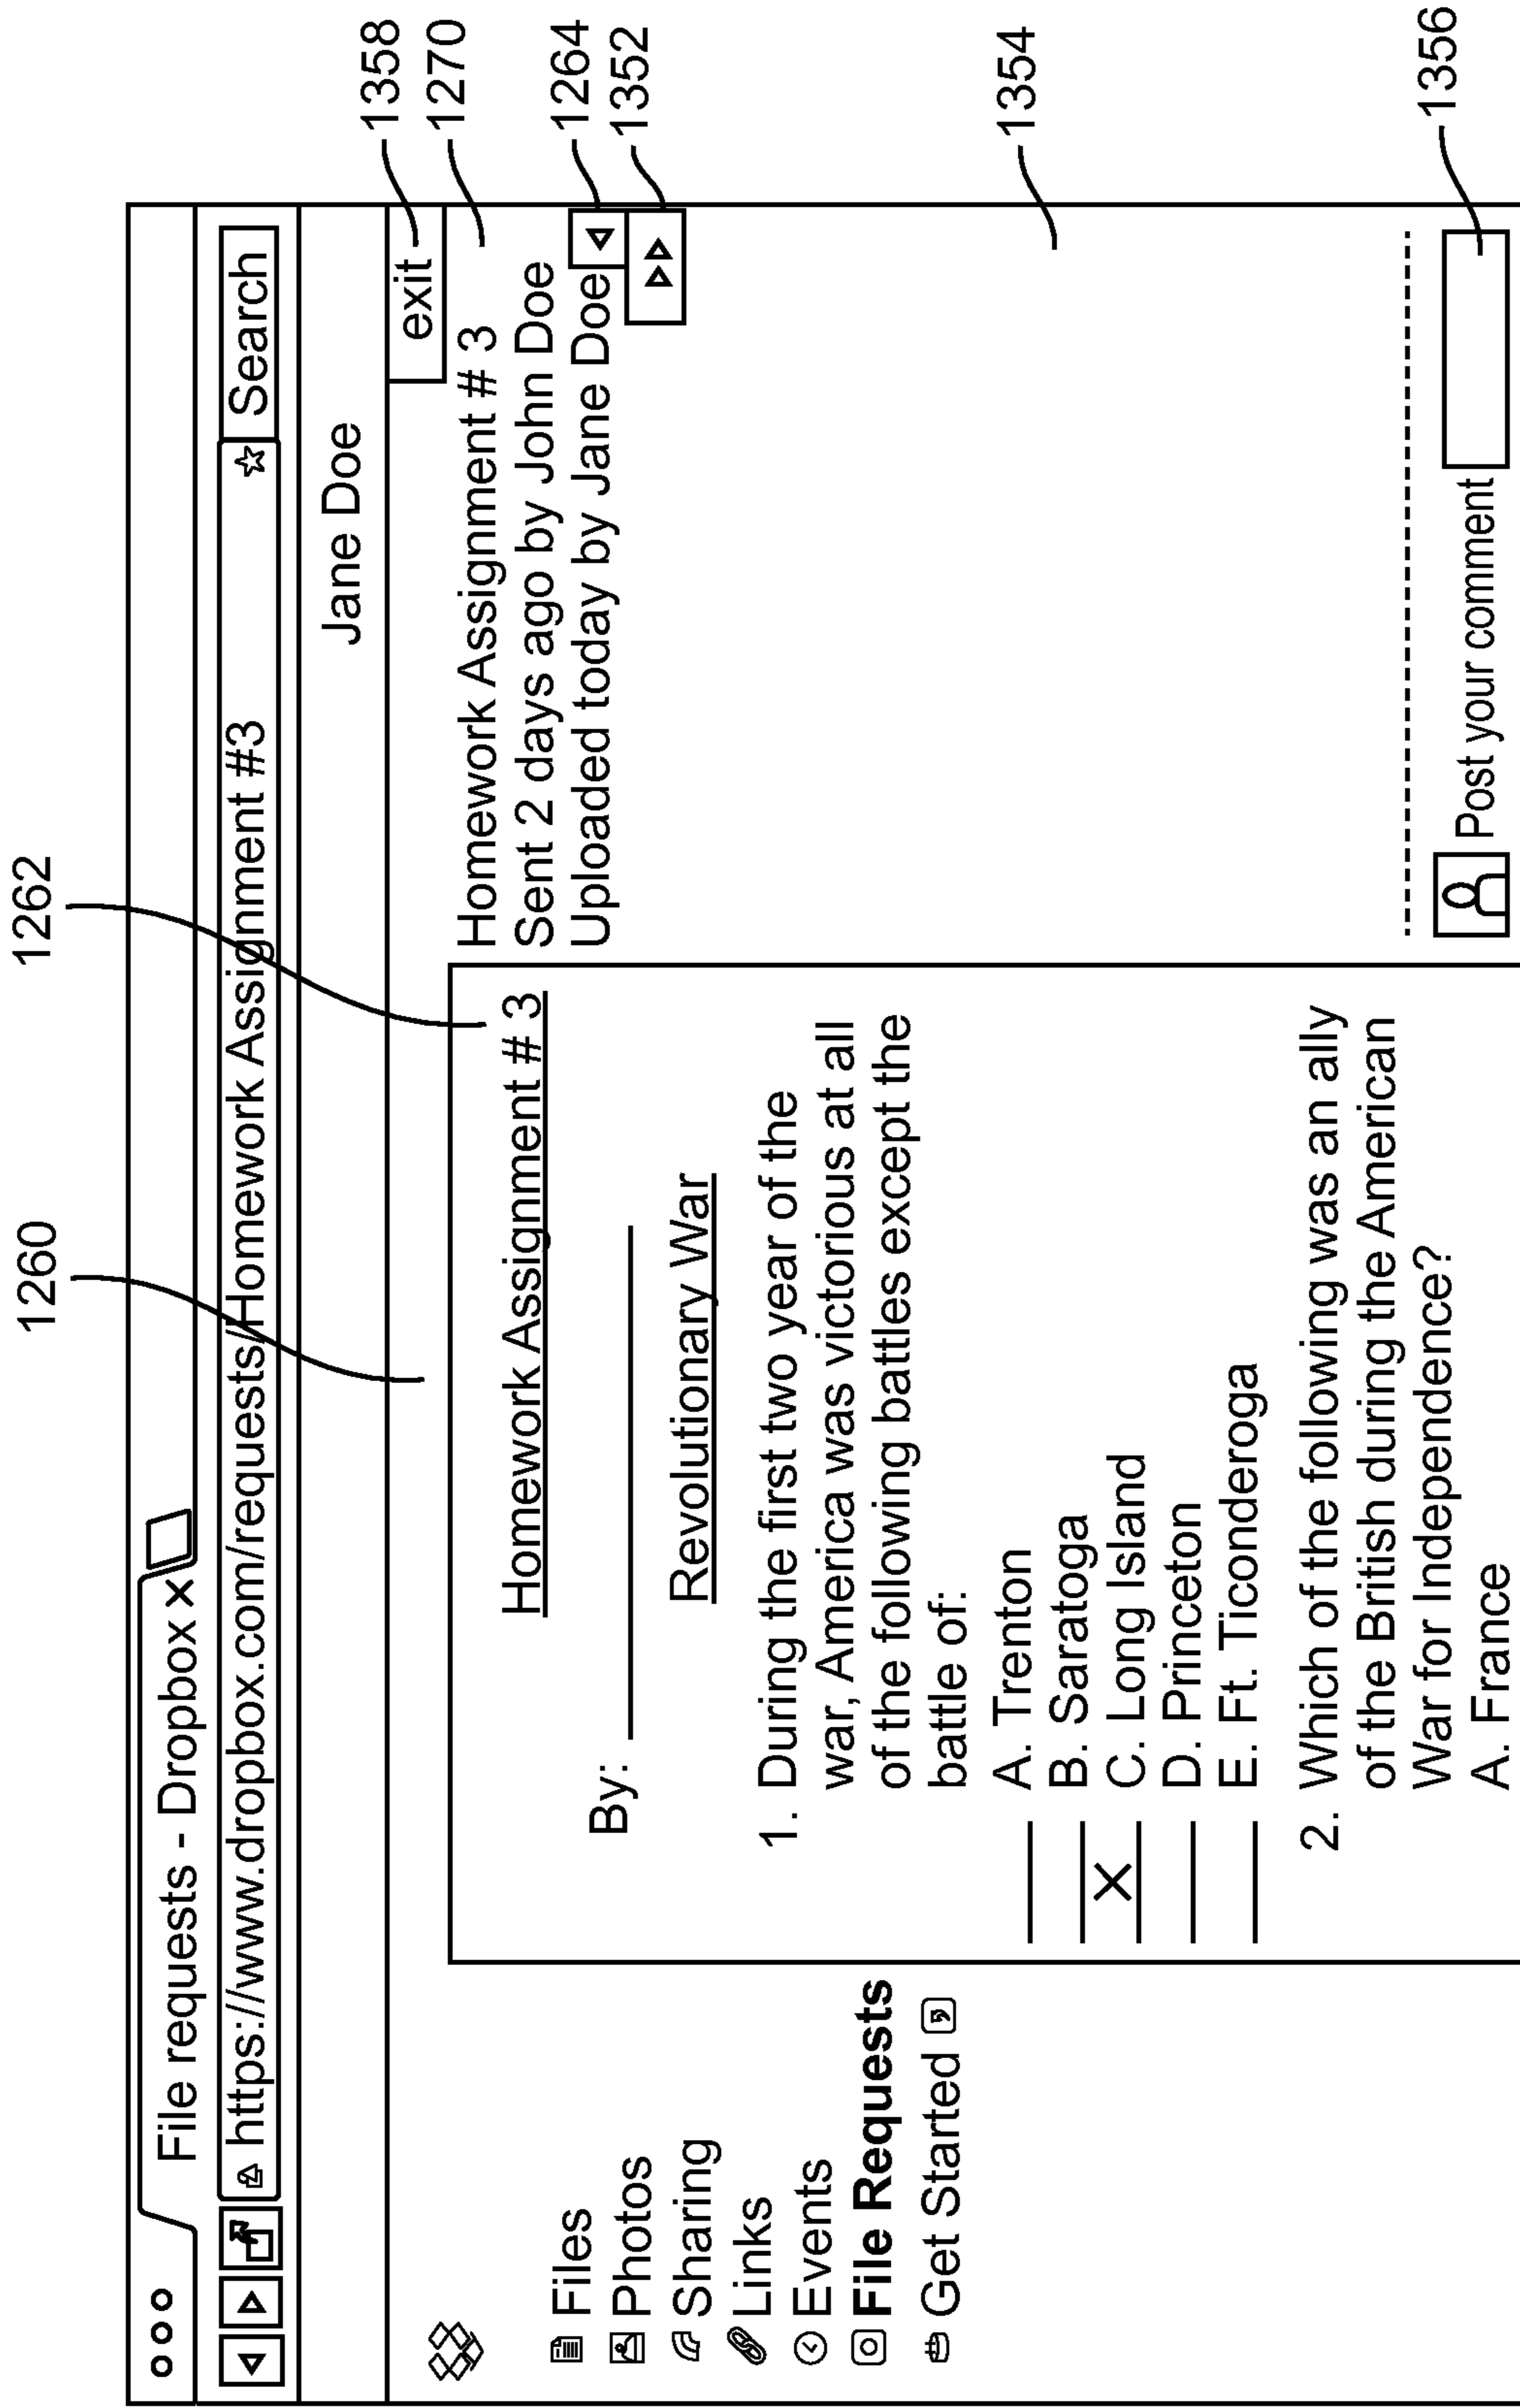 1260
1262
File requests - Dropbox X
https://www.dropbox.com/requests/Homework Assignment #3
Search
Jane Doe
exit
1358
1270
1264
1352
1354
1356
Files
Photos
Sharing
Links
Events
File Requests
Get Started
Homework Assignment # 3
By:
Revolutionary War
1. During the first two year of the
war, America was victorious at all
of the following battles except the
battle of:
A. Trenton
B. Saratoga
X C. Long Island
D. Princeton
E. Ft. Ticonderoga
2. Which of the following was an ally
of the British during the American
War for Independence?
A. France
Homework Assignment # 3
Sent 2 days ago by John Doe
Uploaded today by Jane Doe
Post your comment